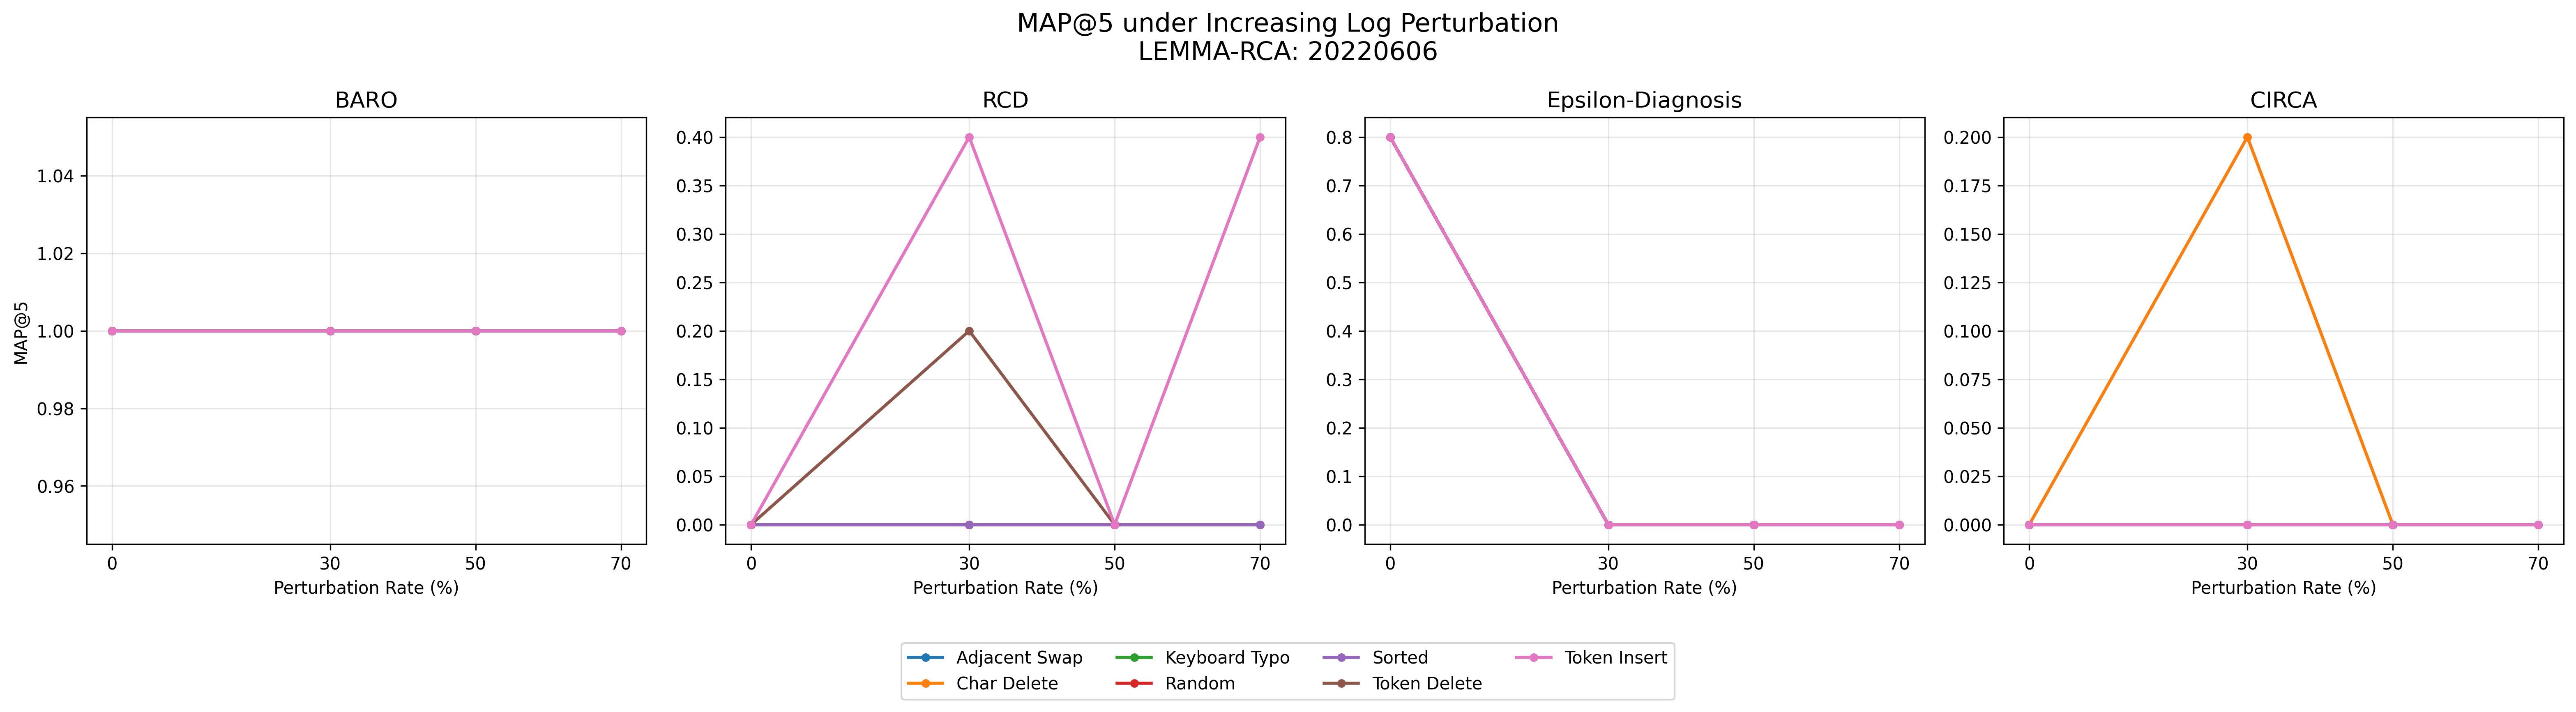 MAP@5 under Increasing Log Perturbation
LEMMA-RCA: 20220606
BARO
RCD
Epsilon-Diagnosis
CIRCA
MAP@5
1.04
1.02
1.00
0.98
0.96
0 30 50 70
Perturbation Rate (%)
0.40
0.35
0.30
0.25
0.20
0.15
0.10
0.05
0.00
0 30 50 70
Perturbation Rate (%)
0.8
0.7
0.6
0.5
0.4
0.3
0.2
0.1
0.0
0 30 50 70
Perturbation Rate (%)
0.200
0.175
0.150
0.125
0.100
0.075
0.050
0.025
0.000
0 30 50 70
Perturbation Rate (%)
Adjacent Swap
Char Delete
Keyboard Typo
Random
Sorted
Token Delete
Token Insert